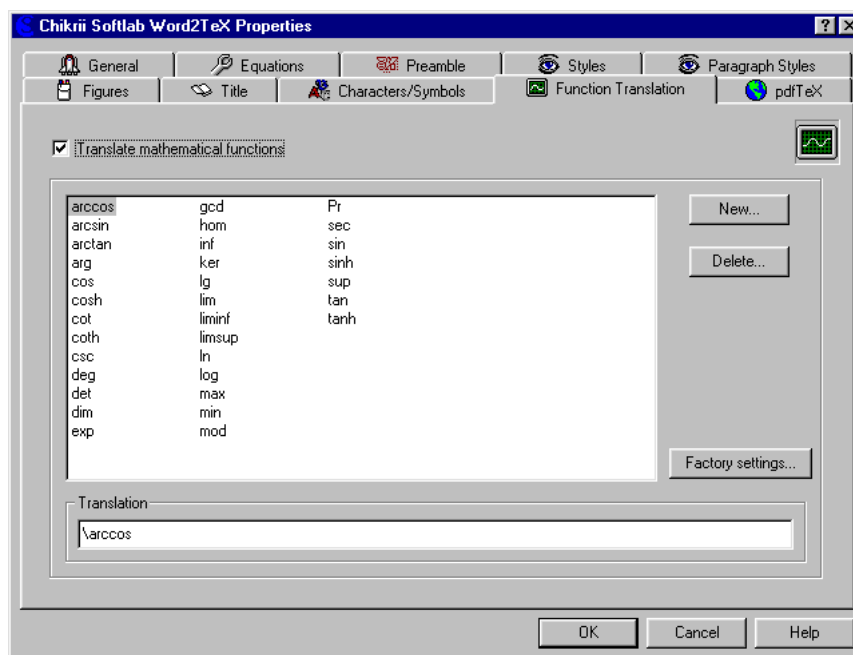 Chikrii Softlab Word2TeX Properties
General Equations Preamble Styles Paragraph Styles
Figures Title Characters/Symbols Function Translation pdfTeX
Translate mathematical functions
arccos gcd Pr
arcsin hom sec
arctan inf sin
arg ker sinh
cos lg sup
cosh lim tan
cot liminf tanh
coth limsup
csc ln
deg log
det max
dim min
exp mod
New...
Delete...
Factory settings...
Translation
\arccos
OK Cancel Help